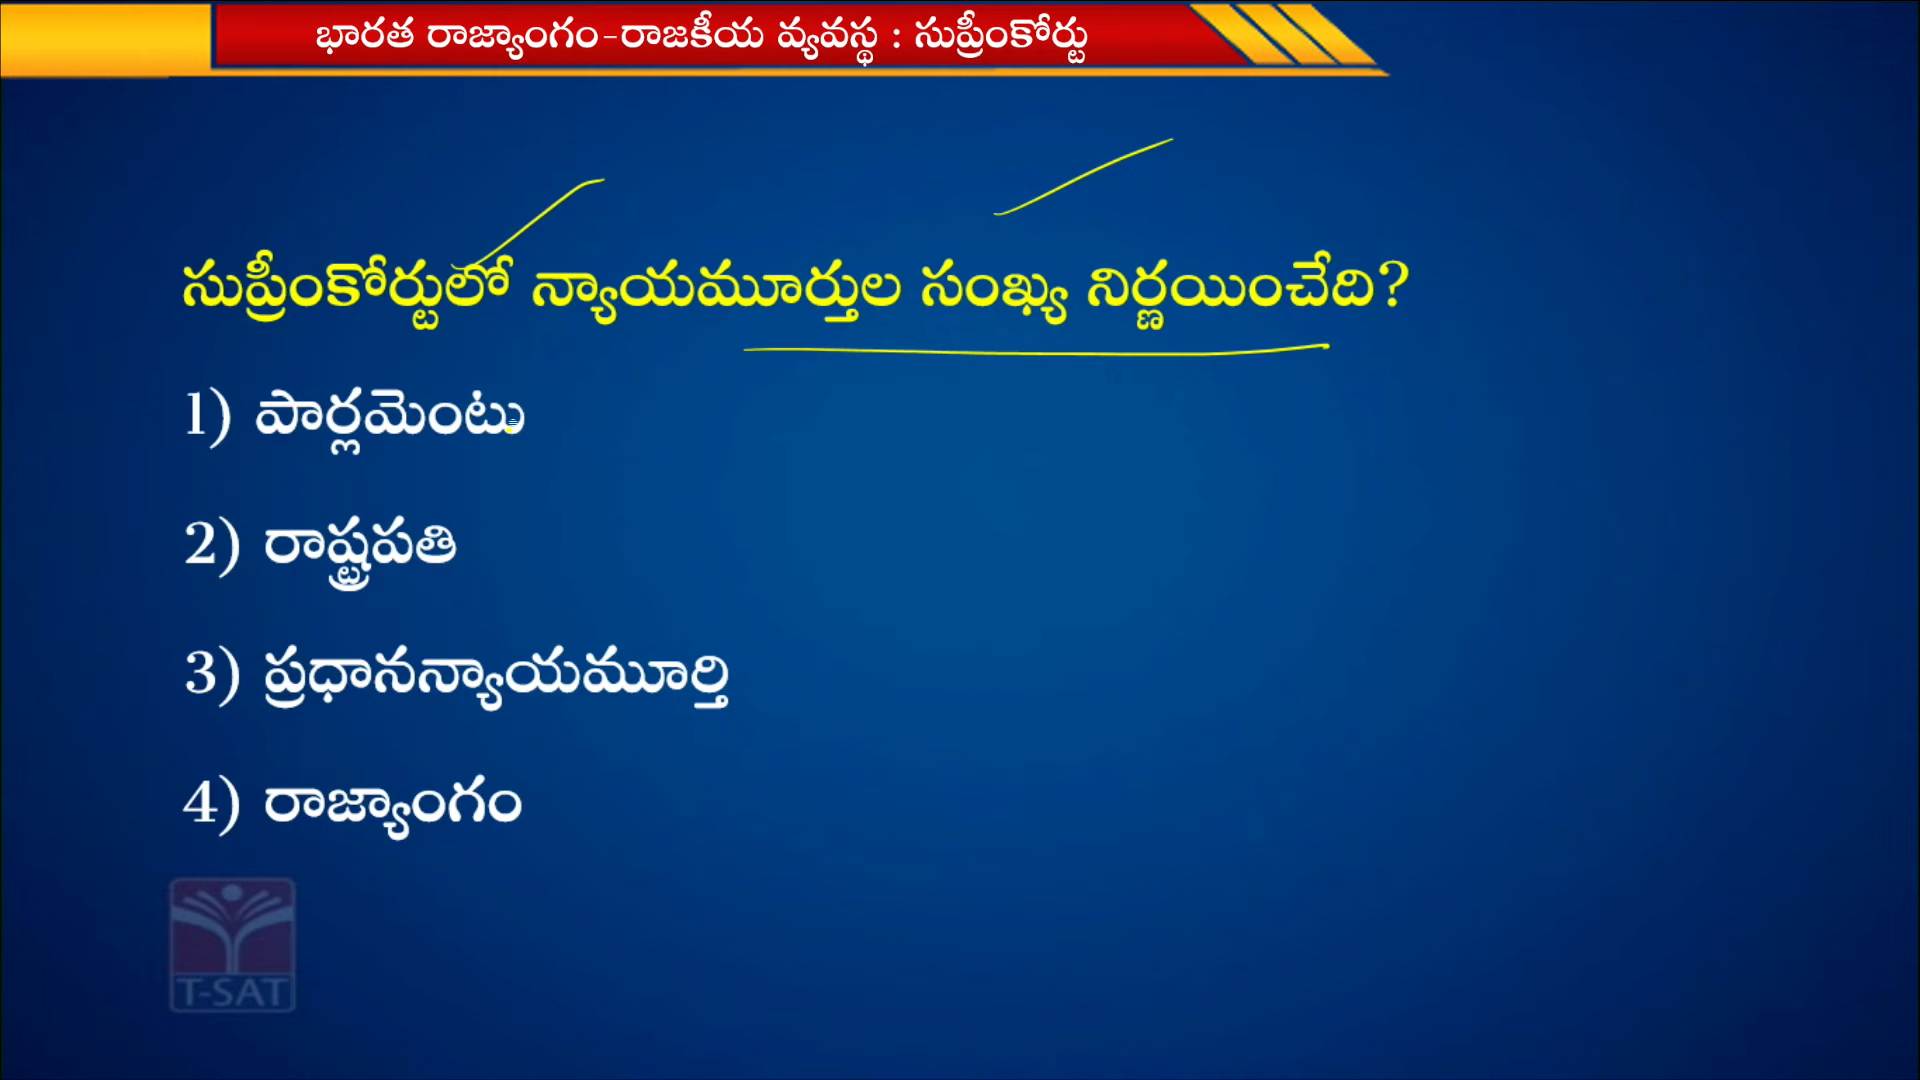 భారత రాజ్యాంగం-రాజకీయ వ్యవస్థ : సుప్రీంకోర్టు
సుప్రీంకోర్టులో న్యాయమూర్తుల సంఖ్య నిర్ణయించేది?
1) పార్లమెంటు
2) రాష్ట్రపతి
3) ప్రధానన్యాయమూర్తి
4) రాజ్యాంగం
T-SAT